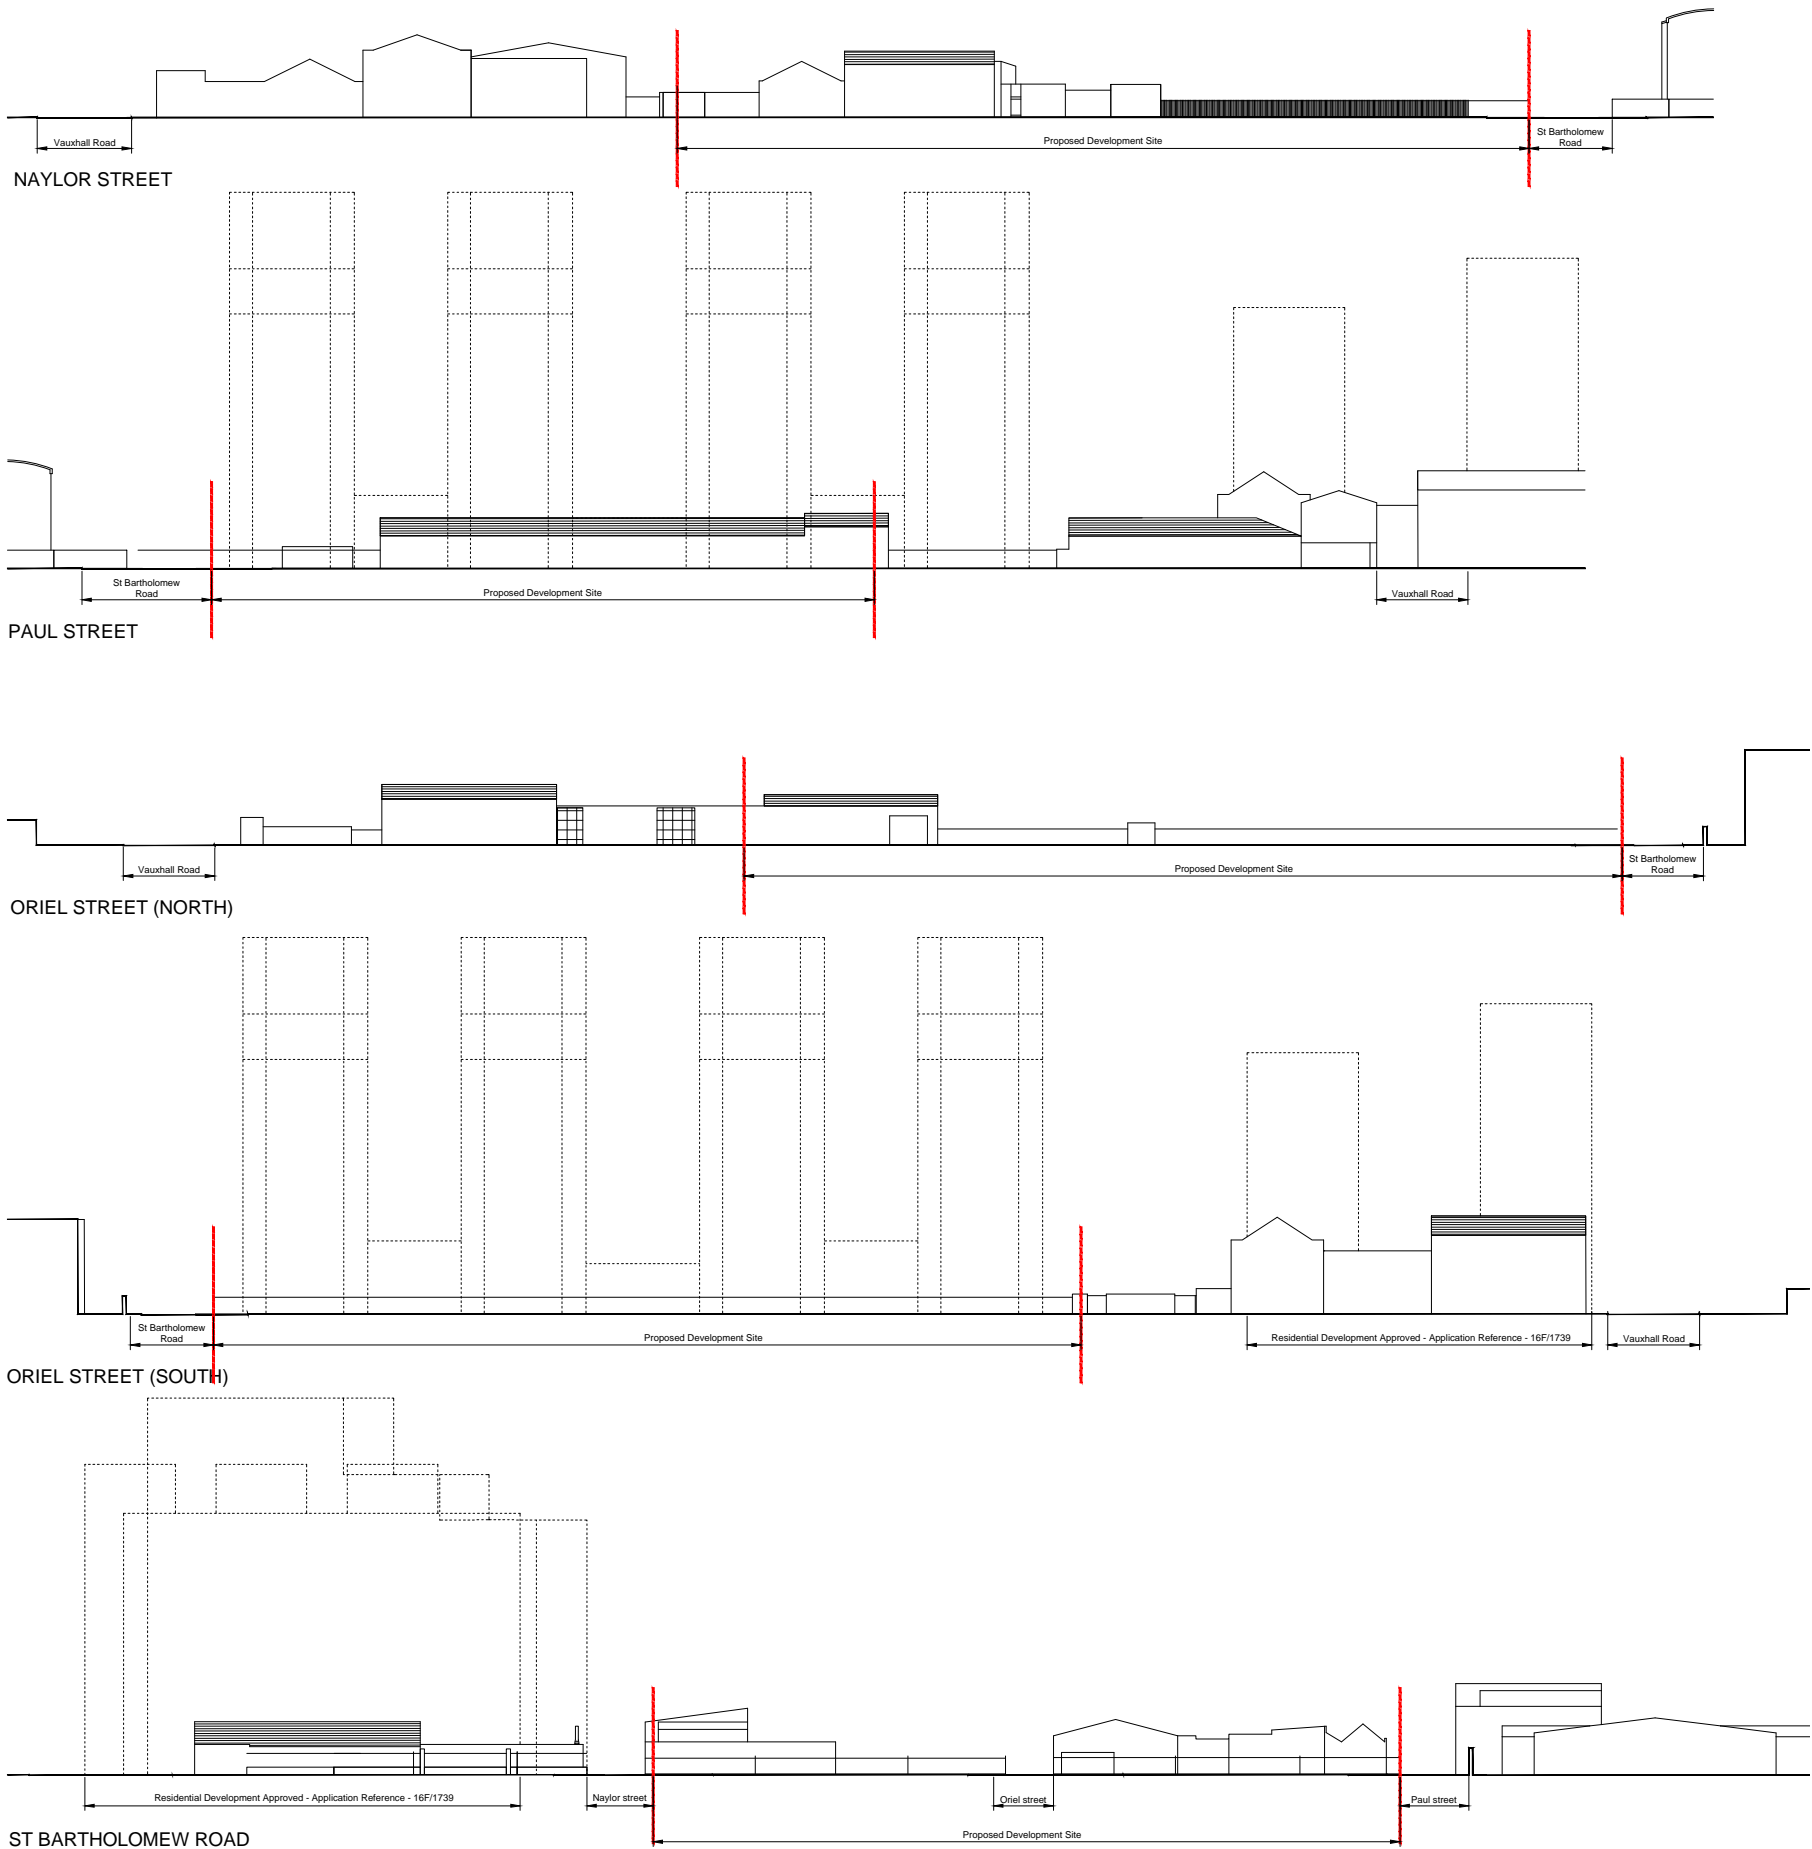 Vauxhall Road
Proposed Development Site
St Bartholomew
Road
NAYLOR STREET
St Bartholomew
Road
Proposed Development Site
Vauxhall Road
PAUL STREET
Vauxhall Road
Proposed Development Site
St Bartholomew
Road
ORIEL STREET (NORTH)
St Bartholomew
Road
Proposed Development Site
Residential Development Approved - Application Reference - 16F/1739
Vauxhall Road
ORIEL STREET (SOUTH)
Residential Development Approved - Application Reference - 16F/1739
Naylor street
Oriel street
Paul street
Proposed Development Site
ST BARTHOLOMEW ROAD